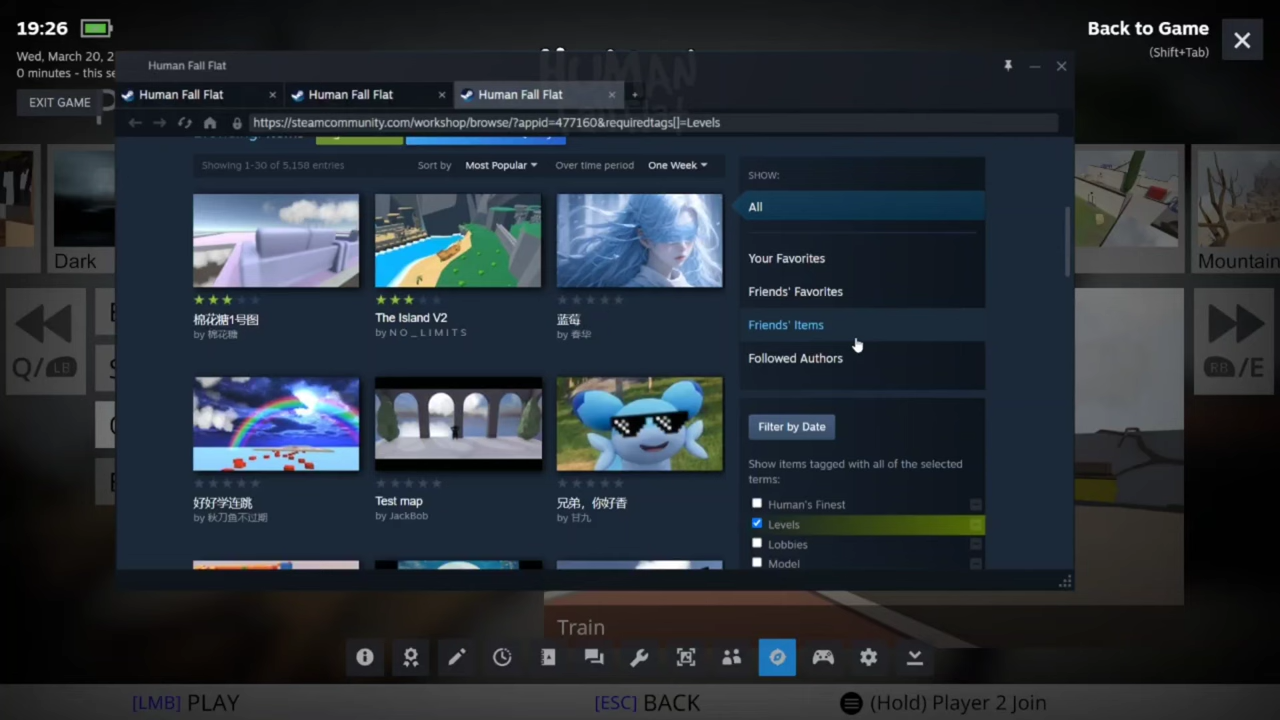 19:26
Wed, March 20, 2
0 minutes - this se
EXIT GAME
Back to Game
(Shift+Tab)
Human Fall Flat
Human Fall Flat
Human Fall Flat
Human Fall Flat
https://steamcommunity.com/workshop/browse/?appid=477160&requiredtags[]=Levels
HUMAN
Showing 1-30 of 5,158 entries
Sort by
Most Popular
Over time period
One Week
棉花糖1号图
by 棉花糖
The Island V2
by N O _ L I M I T S
蓝莓
by 春华
好好学连跳
by 秋刀鱼不过期
Test map
by JackBob
兄弟，你好香
by 甘九
SHOW:
All
Your Favorites
Friends' Favorites
Friends' Items
Followed Authors
Filter by Date
Show items tagged with all of the selected
terms:
Human's Finest
Levels
Lobbies
Model
Dark
Mountain
Q/LB
RB/E
Train
[LMB] PLAY
[ESC] BACK
(Hold) Player 2 Join